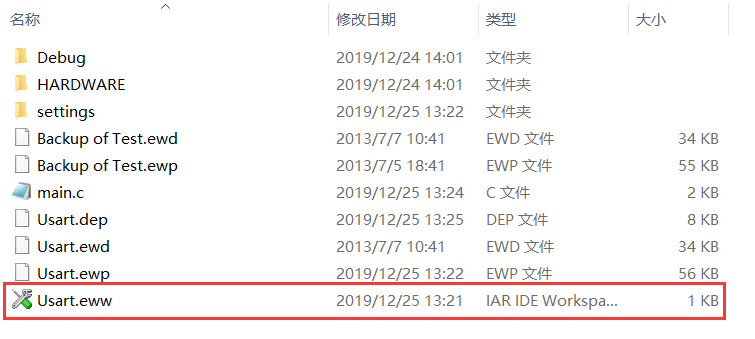 名称 修改日期 类型 大小
Debug 2019/12/24 14:01 文件夹
HARDWARE 2019/12/24 14:01 文件夹
settings 2019/12/25 13:22 文件夹
Backup of Test.ewd 2013/7/7 10:41 EWD 文件 34 KB
Backup of Test.ewp 2013/7/5 18:41 EWP 文件 55 KB
main.c 2019/12/25 13:24 C 文件 2 KB
Usart.dep 2019/12/25 13:25 DEP 文件 8 KB
Usart.ewd 2013/7/7 10:41 EWD 文件 34 KB
Usart.ewp 2019/12/25 13:22 EWP 文件 56 KB
Usart.eww 2019/12/25 13:21 IAR IDE Workspa... 1 KB